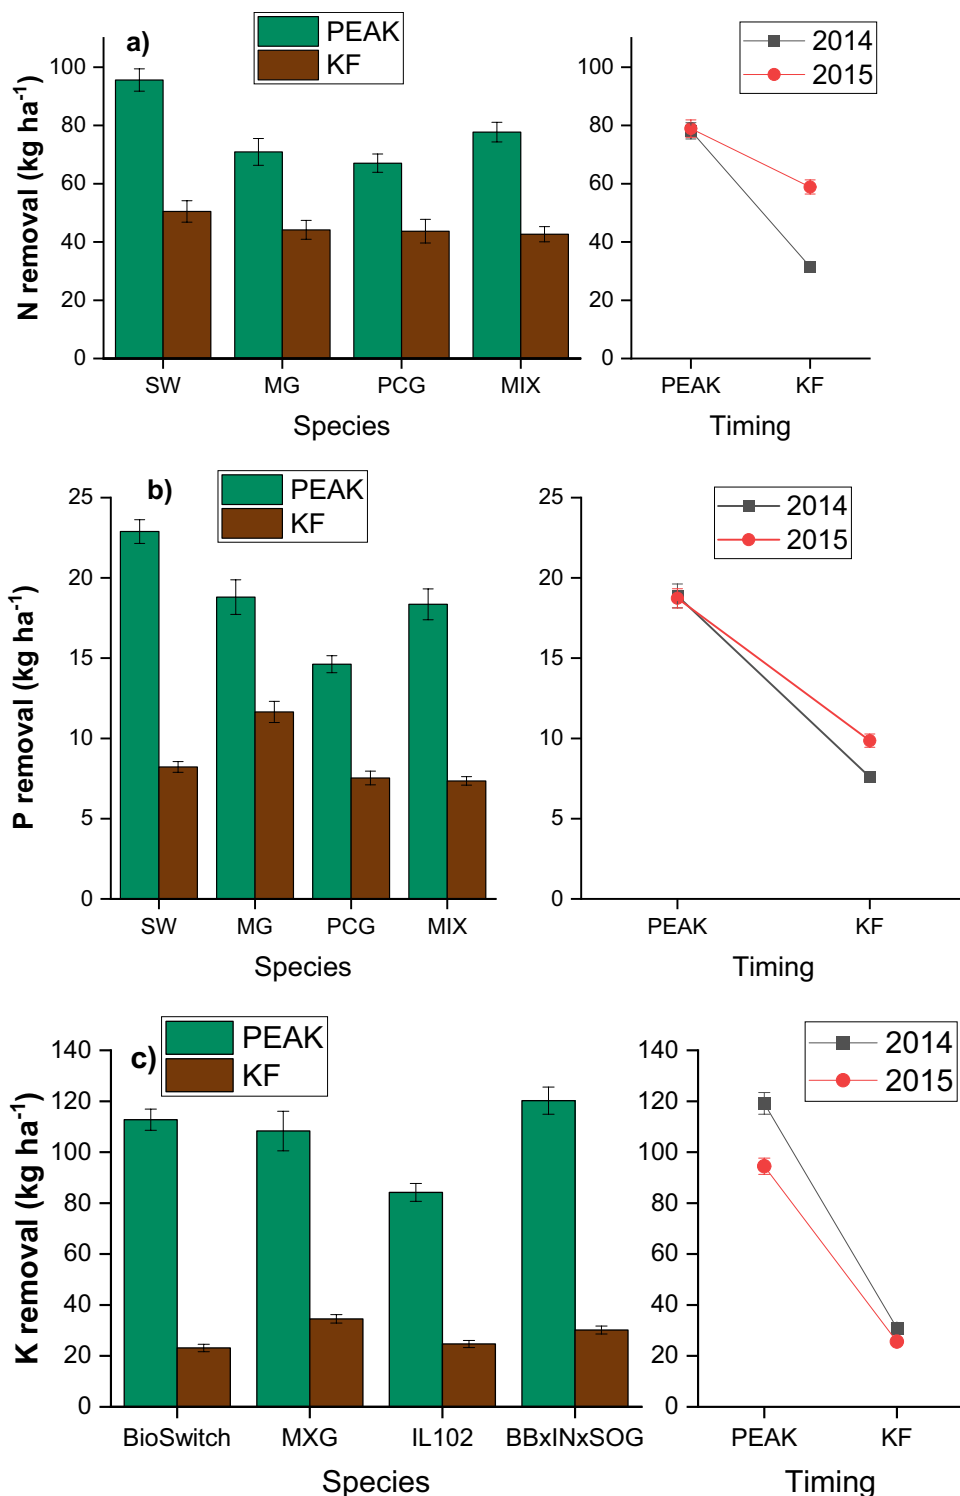 a)
PEAK
KF
N removal (kg ha⁻¹)
100
80
60
40
20
0
SW MG PCG MIX
Species
2014
2015
100
80
60
40
20
0
PEAK KF
Timing
b)
PEAK
KF
P removal (kg ha⁻¹)
25
20
15
10
5
0
SW MG PCG MIX
Species
2014
2015
25
20
15
10
5
0
PEAK KF
Timing
c)
PEAK
KF
K removal (kg ha⁻¹)
140
120
100
80
60
40
20
0
BioSwitch MXG IL102 BBxINxSOG
Species
2014
2015
140
120
100
80
60
40
20
0
PEAK KF
Timing